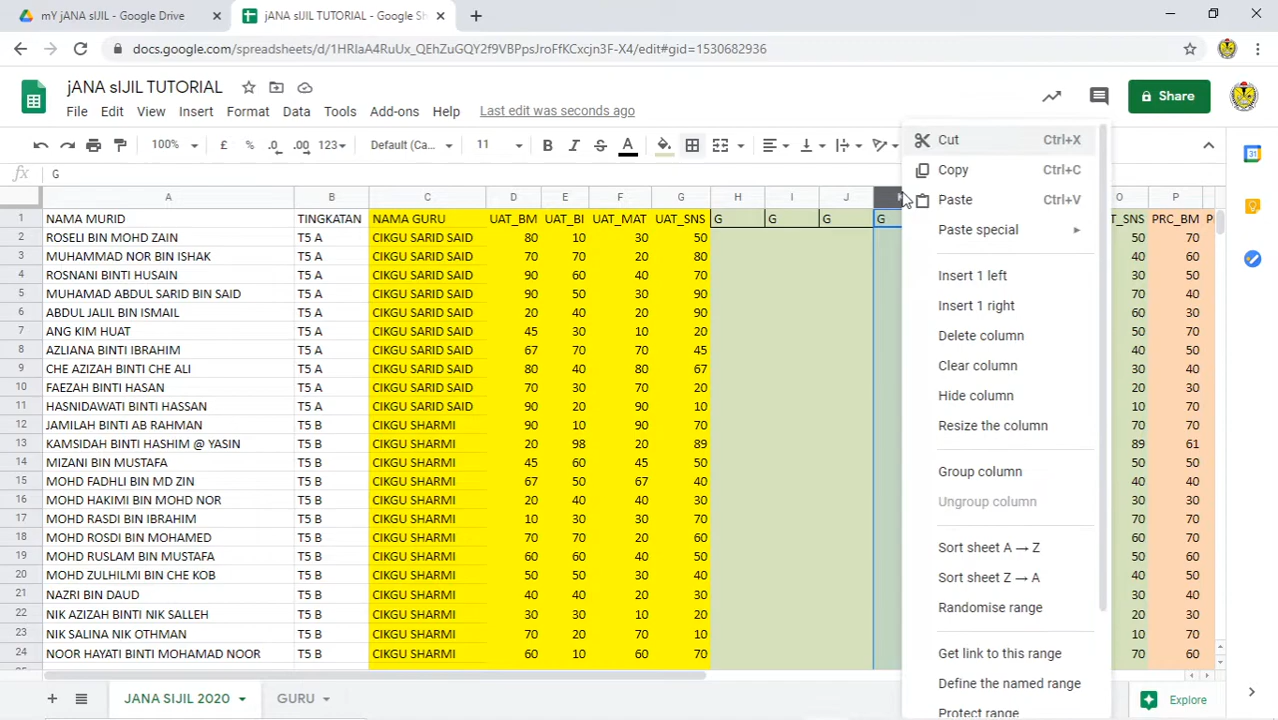 mY jANA sIJIL - Google Drive
jANA sIJIL TUTORIAL - Google Sh
docs.google.com/spreadsheets/d/1HRlaA4RuUx_QEhZuGQY2f9VBPpsJroFfKCxcjn3F-X4/edit#gid=1530682936
jANA sIJIL TUTORIAL
File Edit View Insert Format Data Tools Add-ons Help Last edit was seconds ago
Share
100% % .0 .00 123 Default (Ca... 11 B I S A
fx G
A B C D E F G H I J O P
1 NAMA MURID TINGKATAN NAMA GURU UAT_BM UAT_BI UAT_MAT UAT_SNS G G G G T_SNS PRC_BM P
2 ROSELI BIN MOHD ZAIN T5 A CIKGU SARID SAID 80 10 30 50 50 70
3 MUHAMMAD NOR BIN ISHAK T5 A CIKGU SARID SAID 70 70 20 80 40 60
4 ROSNANI BINTI HUSAIN T5 A CIKGU SARID SAID 90 60 40 70 30 50
5 MUHAMAD ABDUL SARID BIN SAID T5 A CIKGU SARID SAID 90 50 30 90 70 40
6 ABDUL JALIL BIN ISMAIL T5 A CIKGU SARID SAID 20 40 20 90 60 30
7 ANG KIM HUAT T5 A CIKGU SARID SAID 45 30 10 20 50 70
8 AZLIANA BINTI IBRAHIM T5 A CIKGU SARID SAID 67 70 70 45 40 50
9 CHE AZIZAH BINTI CHE ALI T5 A CIKGU SARID SAID 80 40 80 67 30 40
10 FAEZAH BINTI HASAN T5 A CIKGU SARID SAID 70 30 70 20 20 30
11 HASNIDAWATI BINTI HASSAN T5 A CIKGU SARID SAID 90 20 90 10 10 70
12 JAMILAH BINTI AB RAHMAN T5 B CIKGU SHARMI 90 10 90 70 70 70
13 KAMSIDAH BINTI HASHIM @ YASIN T5 B CIKGU SHARMI 20 98 20 89 89 61
14 MIZANI BIN MUSTAFA T5 B CIKGU SHARMI 45 60 45 50 50 50
15 MOHD FADHLI BIN MD ZIN T5 B CIKGU SHARMI 67 50 67 40 40 40
16 MOHD HAKIMI BIN MOHD NOR T5 B CIKGU SHARMI 20 40 40 30 30 30
17 MOHD RASDI BIN IBRAHIM T5 B CIKGU SHARMI 10 30 30 70 70 70
18 MOHD ROSDI BIN MOHAMED T5 B CIKGU SHARMI 70 70 20 60 60 70
19 MOHD RUSLAM BIN MUSTAFA T5 B CIKGU SHARMI 60 60 40 50 50 60
20 MOHD ZULHILMI BIN CHE KOB T5 B CIKGU SHARMI 50 50 30 40 40 50
21 NAZRI BIN DAUD T5 B CIKGU SHARMI 40 40 20 30 30 40
22 NIK AZIZAH BINTI NIK SALLEH T5 B CIKGU SHARMI 30 30 10 20 20 30
23 NIK SALINA NIK OTHMAN T5 B CIKGU SHARMI 70 20 70 10 10 70
24 NOOR HAYATI BINTI MOHAMAD NOOR T5 B CIKGU SHARMI 60 10 60 70 70 60
Cut Ctrl+X
Copy Ctrl+C
Paste Ctrl+V
Paste special
Insert 1 left
Insert 1 right
Delete column
Clear column
Hide column
Resize the column
Group column
Ungroup column
Sort sheet A → Z
Sort sheet Z → A
Randomise range
Get link to this range
Define the named range
Protect range
JANA SIJIL 2020 GURU
Explore